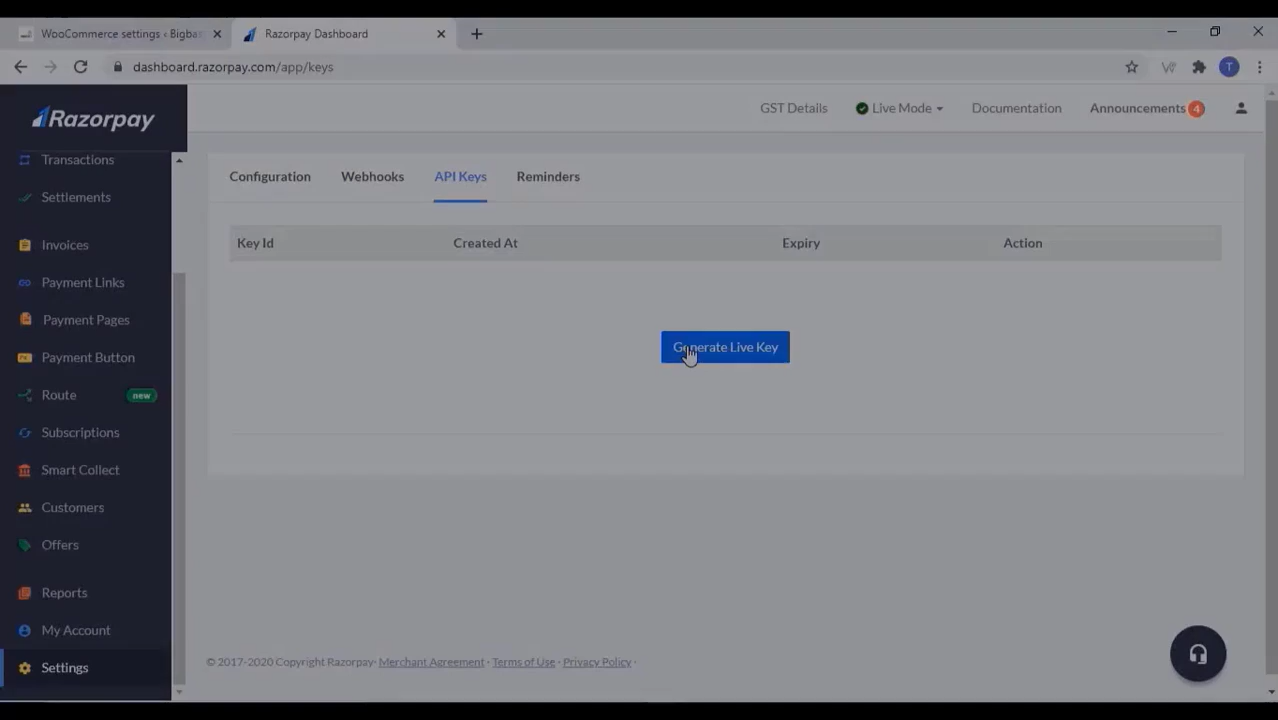 WooCommerce settings ‹ Bigbas
Razorpay Dashboard
dashboard.razorpay.com/app/keys
T
Razorpay
GST Details
Live Mode
Documentation
Announcements 4
Transactions
Settlements
Invoices
Payment Links
Payment Pages
Payment Button
Route new
Subscriptions
Smart Collect
Customers
Offers
Reports
My Account
Settings
Configuration Webhooks API Keys Reminders
Key Id Created At Expiry Action
Generate Live Key
© 2017-2020 Copyright Razorpay· Merchant Agreement · Terms of Use · Privacy Policy ·